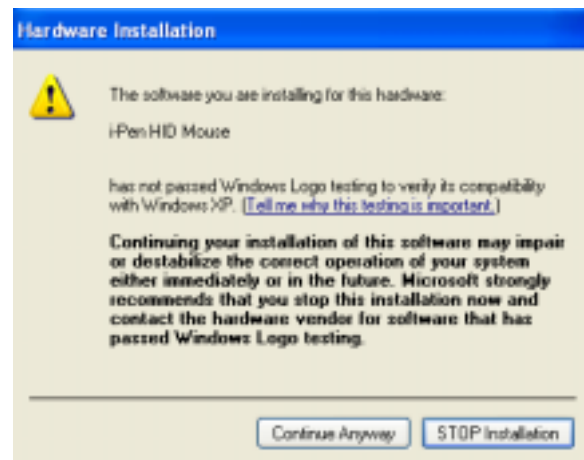 Hardware Installation
The software you are installing for this hardware:
i-Pen HID Mouse
has not passed Windows Logo testing to verify its compatibility
with Windows XP. (Tell me why this testing is important.)
Continuing your installation of this software may impair
or destabilize the correct operation of your system
either immediately or in the future. Microsoft strongly
recommends that you stop this installation now and
contact the hardware vendor for software that has
passed Windows Logo testing.
Continue Anyway
STOP Installation